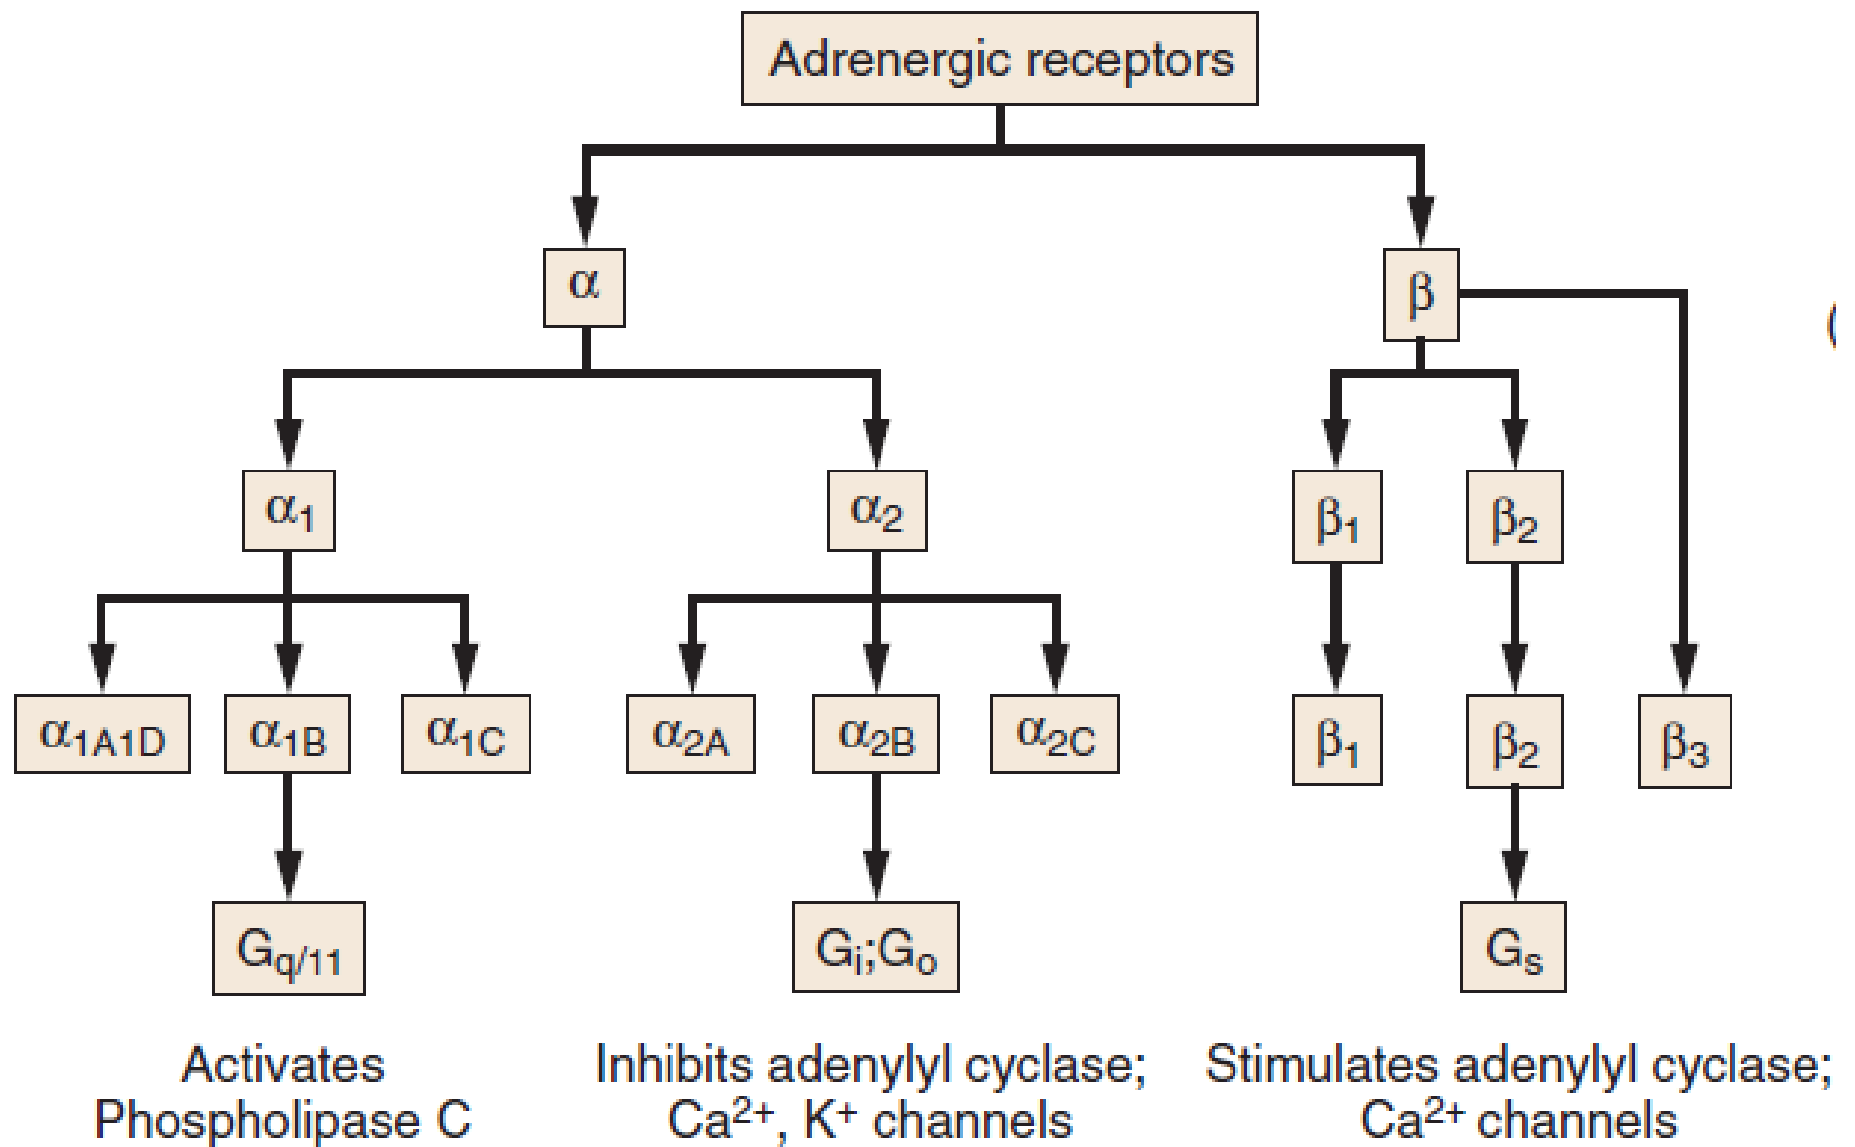 Adrenergic receptors
α
β
α1
α2
β1
β2
α1A1D
α1B
α1C
α2A
α2B
α2C
β1
β2
β3
Gq/11
Gi;Go
Gs
Activates
Phospholipase C
Inhibits adenylyl cyclase;
Ca2+, K+ channels
Stimulates adenylyl cyclase;
Ca2+ channels